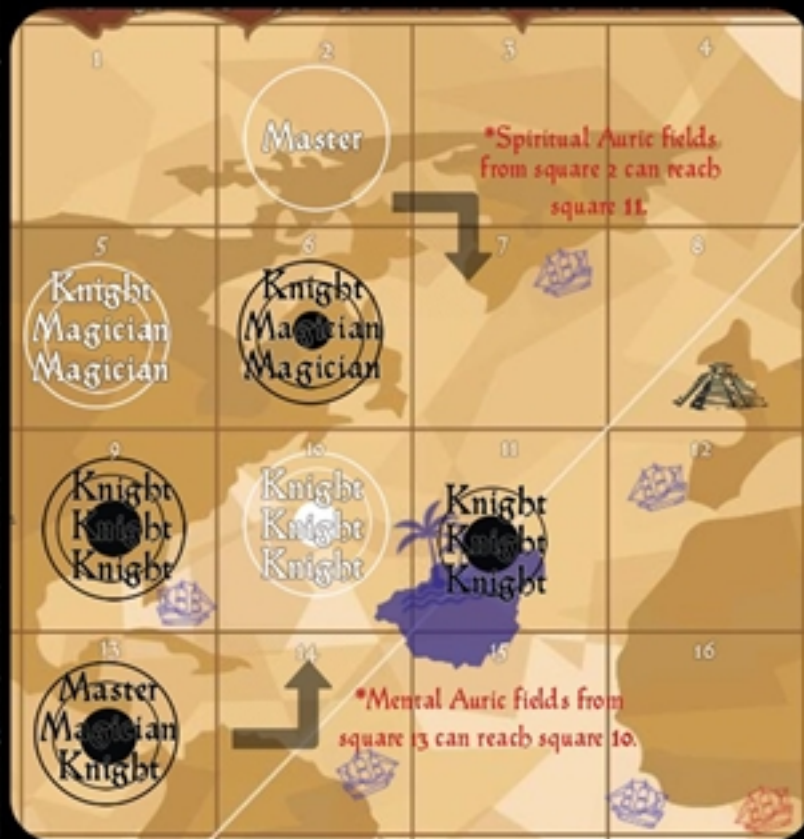 1
2
3
4
Master
*Spiritual Auric fields
from square 2 can reach
square 11.
5
6
7
8
Knight
Magician
Magician
Knight
Magician
Magician
9
10
11
12
Knight
Knight
Knight
Knight
Knight
Knight
Knight
Knight
Knight
13
14
15
16
Master
Magician
Knight
*Mental Auric fields from
square 13 can reach square 10.